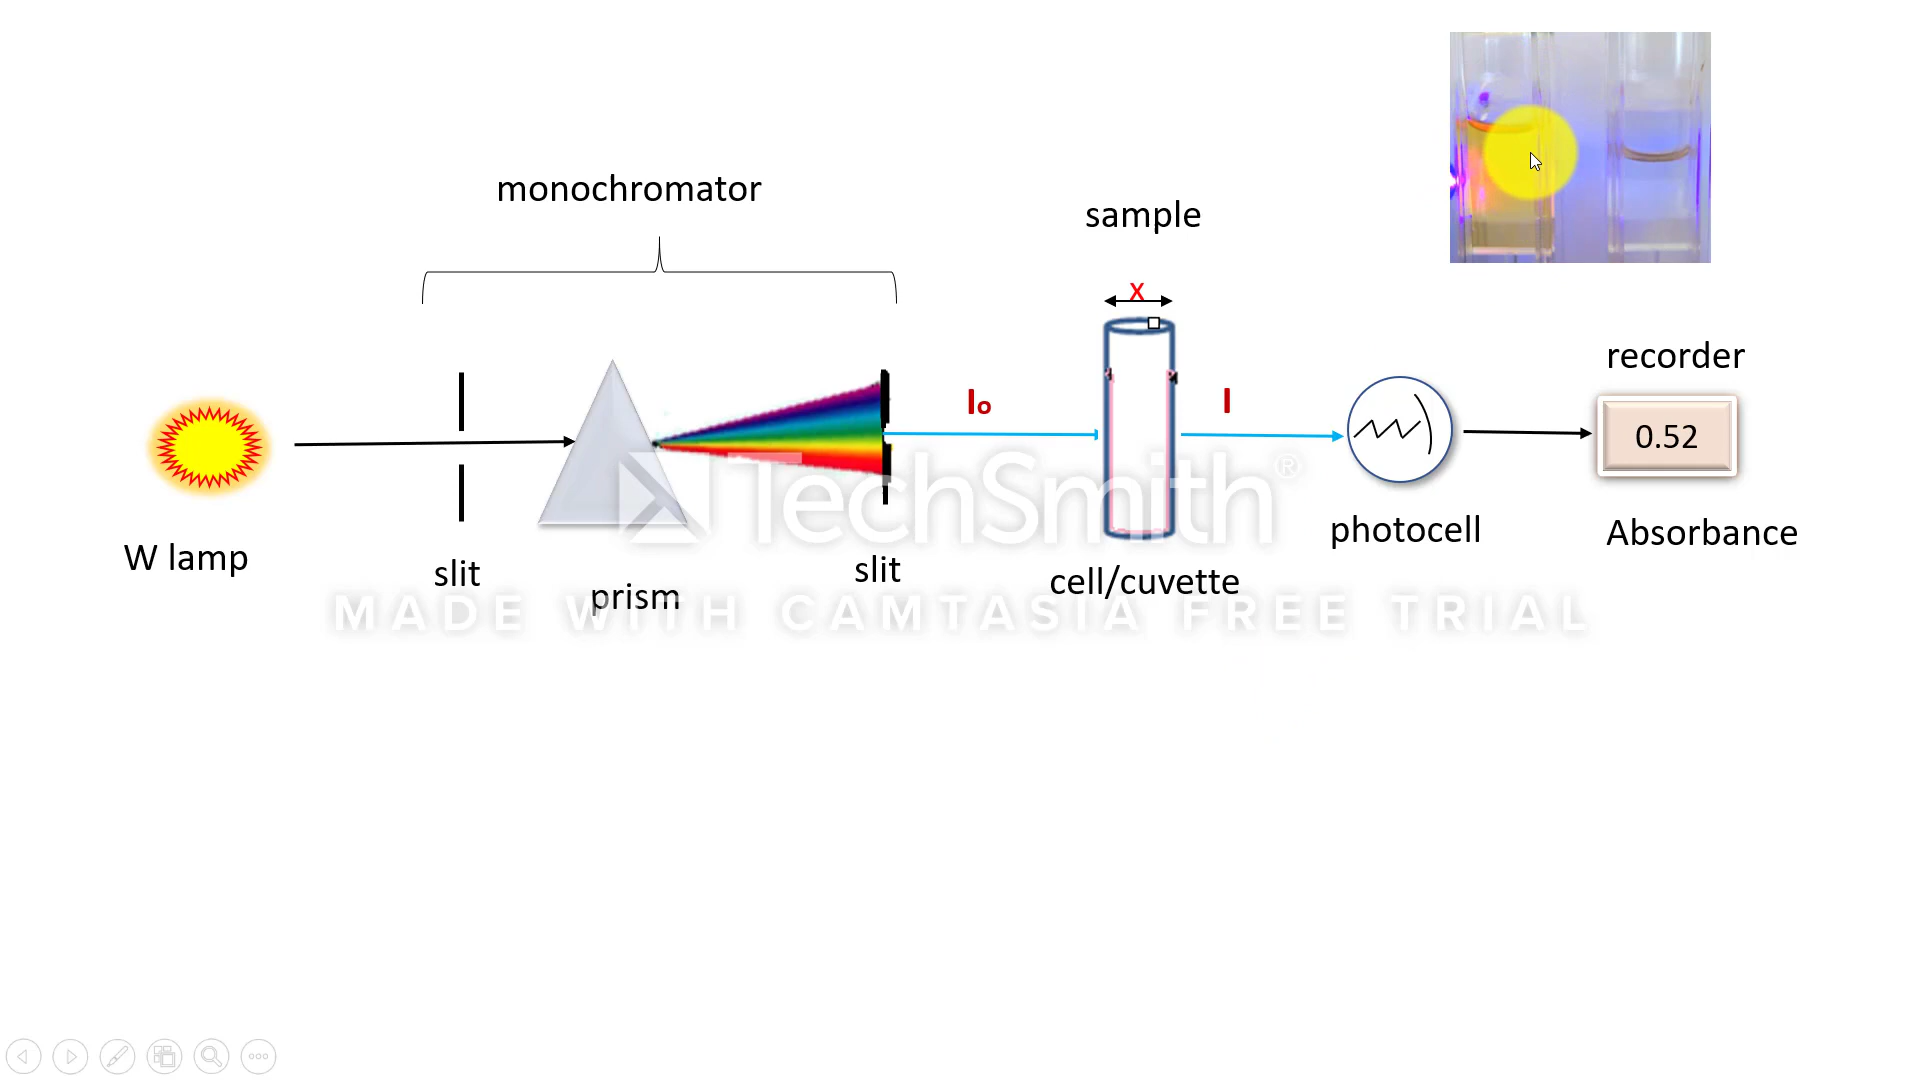 monochromator
sample
x
recorder
Io
I
0.52
W lamp
slit
prism
slit
cell/cuvette
photocell
Absorbance
TechSmith®
MADE WITH CAMTASIA FREE TRIAL